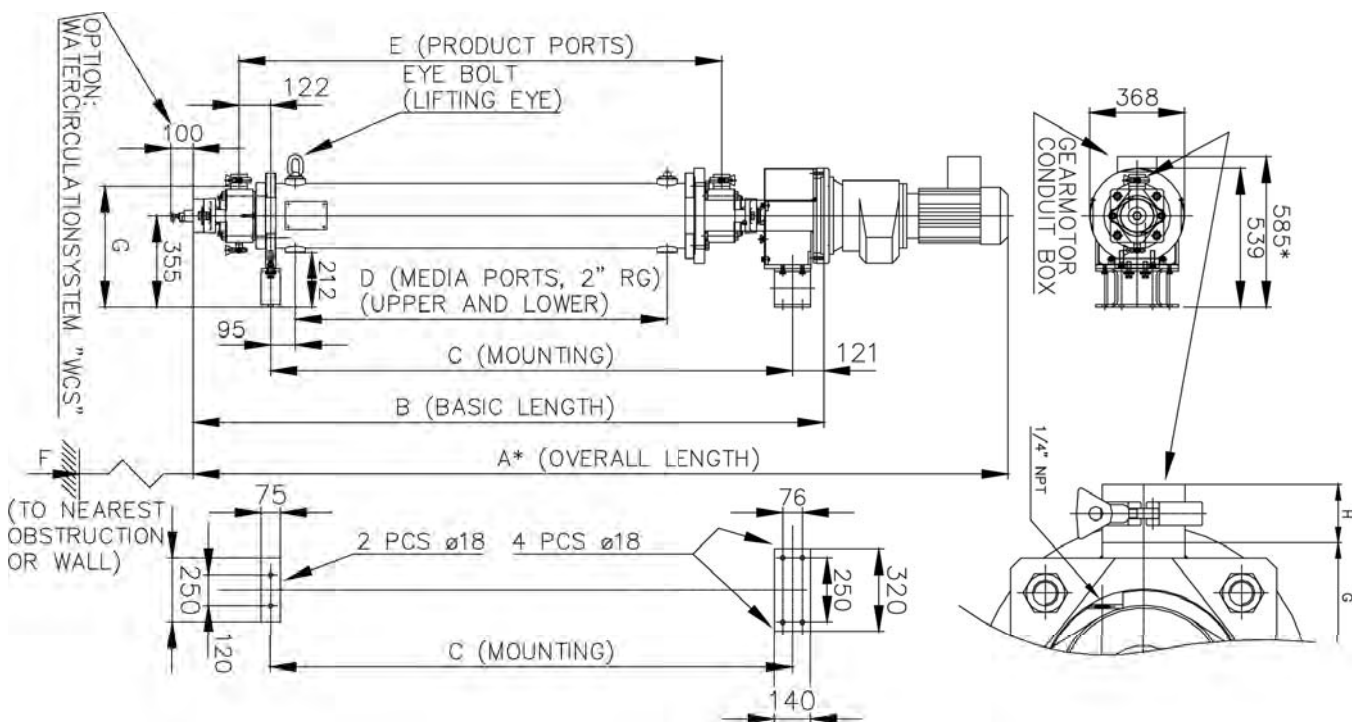 E (PRODUCT PORTS)
122
EYE BOLT
(LIFTING EYE)
OPTION:
WATERCIRCULATIONSYSTEM "WCS"
100
G
355
212
D (MEDIA PORTS, 2" RG)
(UPPER AND LOWER)
95
C (MOUNTING)
121
B (BASIC LENGTH)
F
A* (OVERALL LENGTH)
(TO NEAREST
OBSTRUCTION
OR WALL)
75
76
2 PCS ø18
4 PCS ø18
250
120
250
320
C (MOUNTING)
140
368
GEARMOTOR
CONDUIT BOX
539
585*
1/4" NPT
H
G